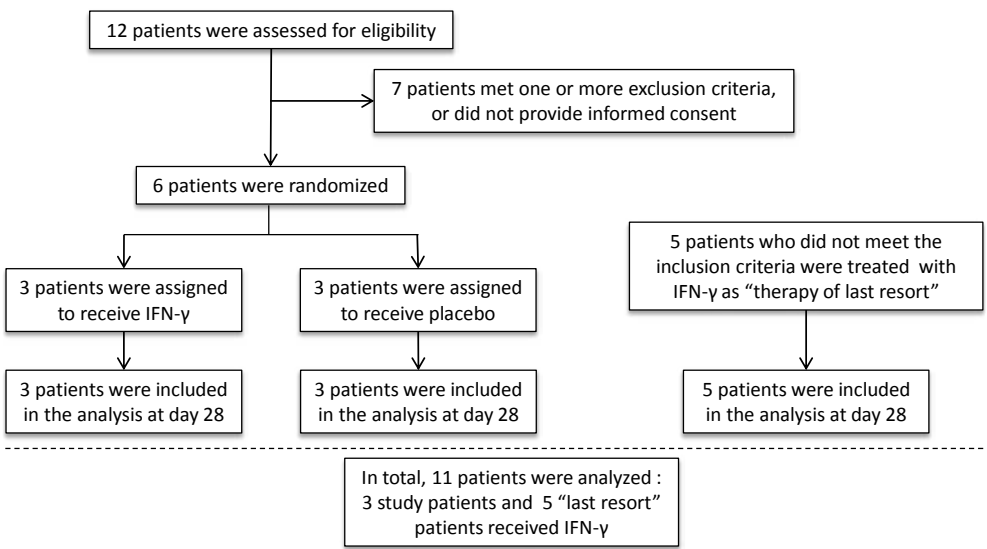 12 patients were assessed for eligibility
7 patients met one or more exclusion criteria,
or did not provide informed consent
6 patients were randomized
3 patients were assigned
to receive IFN-γ
3 patients were assigned
to receive placebo
5 patients who did not meet the
inclusion criteria were treated with
IFN-γ as “therapy of last resort”
3 patients were included
in the analysis at day 28
3 patients were included
in the analysis at day 28
5 patients were included
in the analysis at day 28
In total, 11 patients were analyzed :
3 study patients and 5 “last resort”
patients received IFN-γ